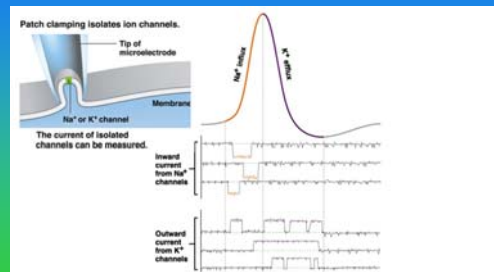 Patch clamping isolates ion channels.
Tip of
microelectrode
Membrane
Na⁺ or K⁺ channel
The current of isolated
channels can be measured.
Na⁺ influx
K⁺ efflux
Inward
current
from Na⁺
channels
Outward
current
from K⁺
channels